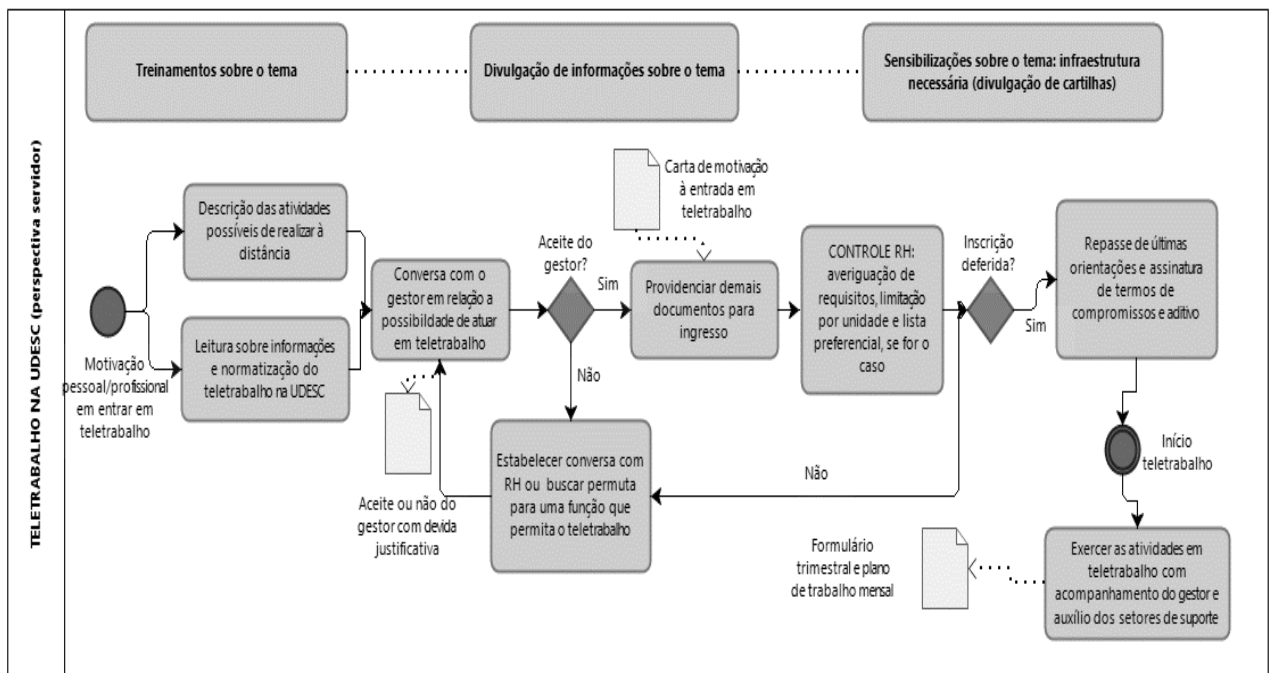 TELETRABALHO NA UDESC (perspectiva servidor)
Treinamentos sobre o tema
Divulgação de informações sobre o tema
Sensibilizações sobre o tema: infraestrutura
necessária (divulgação de cartilhas)
Motivação
pessoal/profissional
em entrar em
teletrabalho
Descrição das atividades
possíveis de realizar à
distância
Leitura sobre informações
e normatização do
teletrabalho na UDESC
Conversa com o
gestor em relação a
possibilidade de atuar
em teletrabalho
Aceite ou não do
gestor com devida
justificativa
Aceite do
gestor?
Sim
Não
Estabelecer conversa com
RH ou buscar permuta
para uma função que
permita o teletrabalho
Carta de motivação
à entrada em
teletrabalho
Providenciar demais
documentos para
ingresso
CONTROLE RH:
averiguação de
requisitos, limitação
por unidade e lista
preferencial, se for o
caso
Inscrição
deferida?
Sim
Não
Repasse de últimas
orientações e assinatura
de termos de
compromissos e aditivo
Início
teletrabalho
Exercer as atividades em
teletrabalho com
acompanhamento do gestor e
auxílio dos setores de suporte
Formulário
trimestral e plano
de trabalho mensal